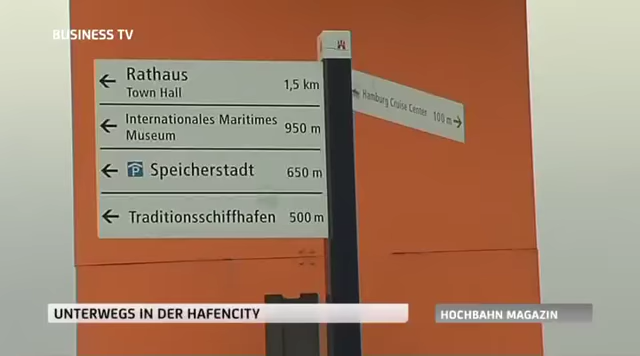 BUSINESS TV
Rathaus
Town Hall
1,5 km
Internationales Maritimes
Museum
950 m
P Speicherstadt
650 m
Traditionsschiffhafen
500 m
Hamburg Cruise Center
100 m
UNTERWEGS IN DER HAFENCITY
HOCHBAHN MAGAZIN